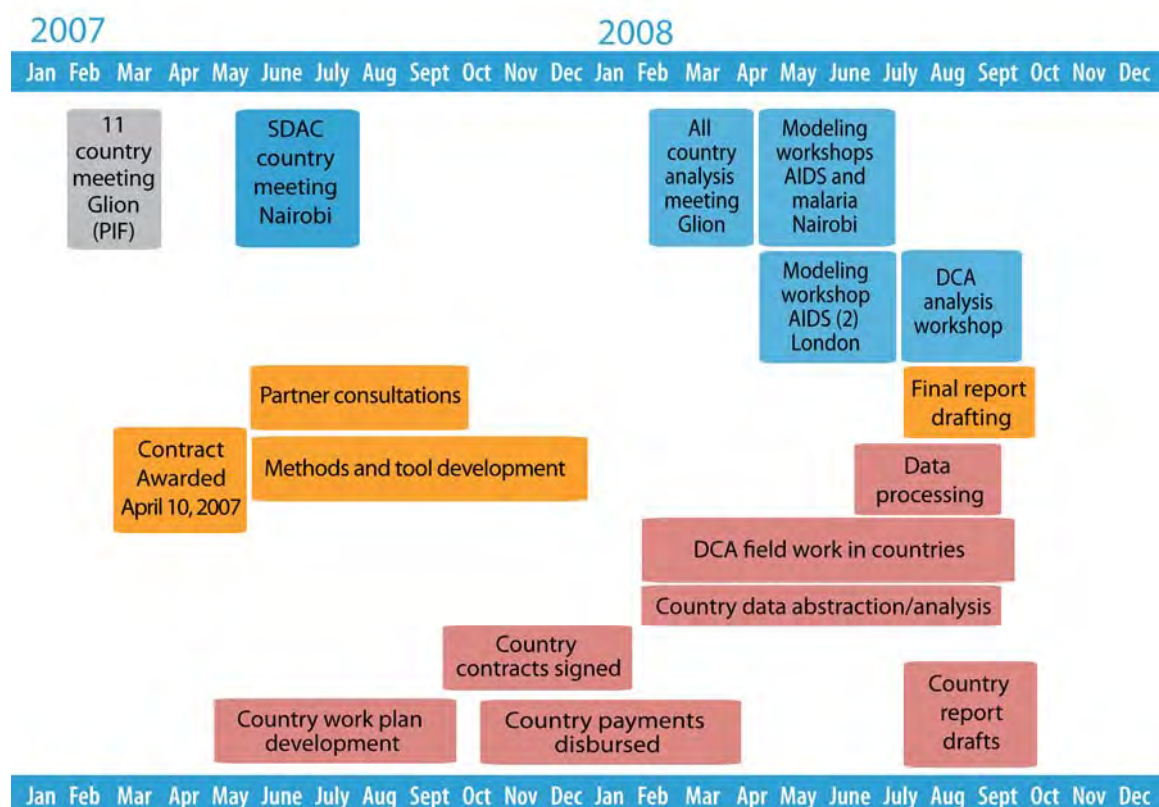 2007 2008
Jan Feb Mar Apr May June July Aug Sept Oct Nov Dec Jan Feb Mar Apr May June July Aug Sept Oct Nov Dec
11
country
meeting
Glion
(PIF)
SDAC
country
meeting
Nairobi
All
country
analysis
meeting
Glion
Modeling
workshops
AIDS and
malaria
Nairobi
Modeling
workshop
AIDS (2)
London
DCA
analysis
workshop
Partner consultations
Final report
drafting
Contract
Awarded
April 10, 2007
Methods and tool development
Data
processing
DCA field work in countries
Country data abstraction/analysis
Country
contracts signed
Country work plan
development
Country payments
disbursed
Country
report
drafts
Jan Feb Mar Apr May June July Aug Sept Oct Nov Dec Jan Feb Mar Apr May June July Aug Sept Oct Nov Dec